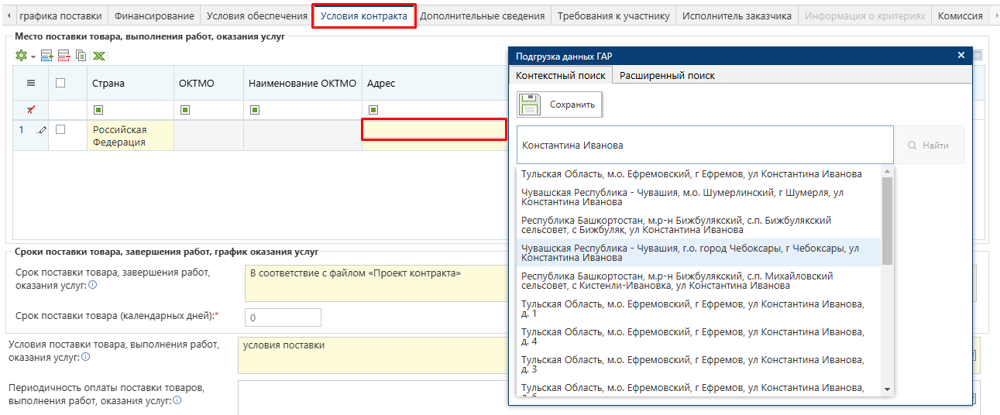 графика поставки
Финансирование
Условия обеспечения
Условия контракта
Дополнительные сведения
Требования к участнику
Исполнитель заказчика
Информация о критериях
Комиссия
Место поставки товара, выполнения работ, оказания услуг
Страна
ОКТМО
Наименование ОКТМО
Адрес
1
Российская
Федерация
Подгрузка данных ГАР
Контекстный поиск
Расширенный поиск
Сохранить
Константина Иванова
Найти
Тульская Область, м.о. Ефремовский, г Ефремов, ул Константина Иванова
Чувашская Республика - Чувашия, м.о. Шумерлинский, г Шумерля, ул
Константина Иванова
Республика Башкортостан, м.р-н Бижбулякский, с.п. Бижбулякский
сельсовет, с Бижбуляк, ул Константина Иванова
Чувашская Республика - Чувашия, г.о. город Чебоксары, г Чебоксары, ул
Константина Иванова
Республика Башкортостан, м.р-н Бижбулякский, с.п. Михайловский
сельсовет, с Кистенли-Ивановка, ул Константина Иванова
Тульская Область, м.о. Ефремовский, г Ефремов, ул Константина Иванова,
д. 1
Тульская Область, м.о. Ефремовский, г Ефремов, ул Константина Иванова,
д. 4
Тульская Область, м.о. Ефремовский, г Ефремов, ул Константина Иванова,
д. 3
Тульская Область, м.о. Ефремовский, г Ефремов, ул Константина Иванова,
Сроки поставки товара, завершения работ, график оказания услуг
Срок поставки товара, завершения работ,
оказания услуг:
В соответствие с файлом «Проект контракта»
Срок поставки товара (календарных дней):*
0
Условия поставки товара, выполнения работ,
оказания услуг:
условия поставки
Периодичность оплаты поставки товаров,
выполнения работ, оказания услуг: